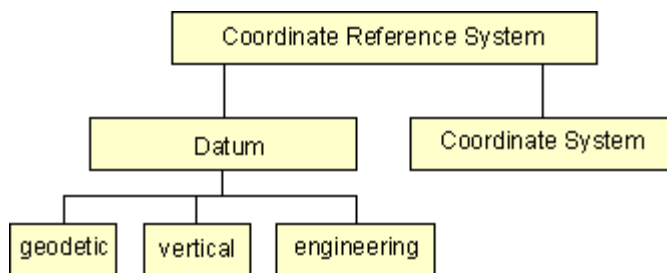 Coordinate Reference System
Datum
Coordinate System
geodetic
vertical
engineering